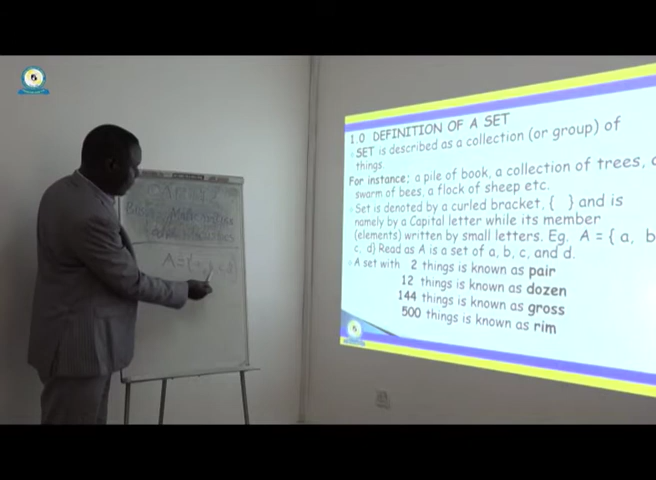 Business Mathematics
A = {a, b, c, d}
1.0 DEFINITION OF A SET
SET is described as a collection (or group) of
things.
For instance; a pile of book, a collection of trees, a
swarm of bees, a flock of sheep etc.
Set is denoted by a curled bracket, { } and is
namely by a Capital letter while its member
(elements) written by small letters. Eg. A = { a, b
c, d} Read as A is a set of a, b, c, and d.
A set with 2 things is known as pair
12 things is known as dozen
144 things is known as gross
500 things is known as rim